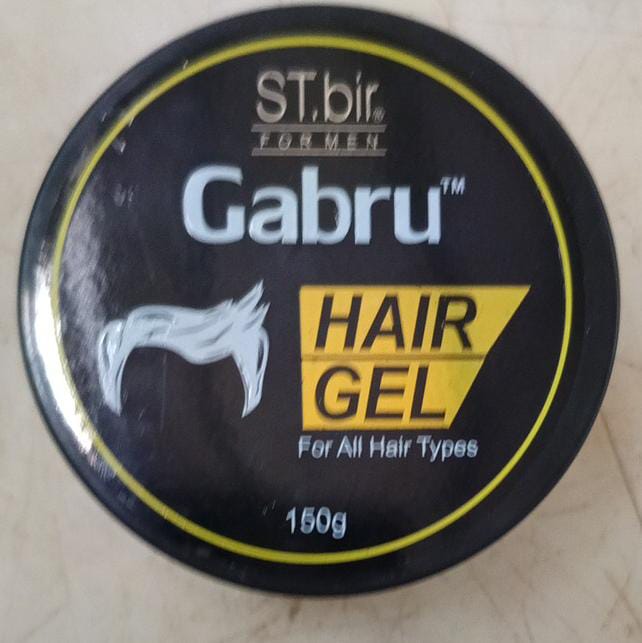 ST.bir®
FOR MEN
Gabru™
HAIR
GEL
For All Hair Types
150g